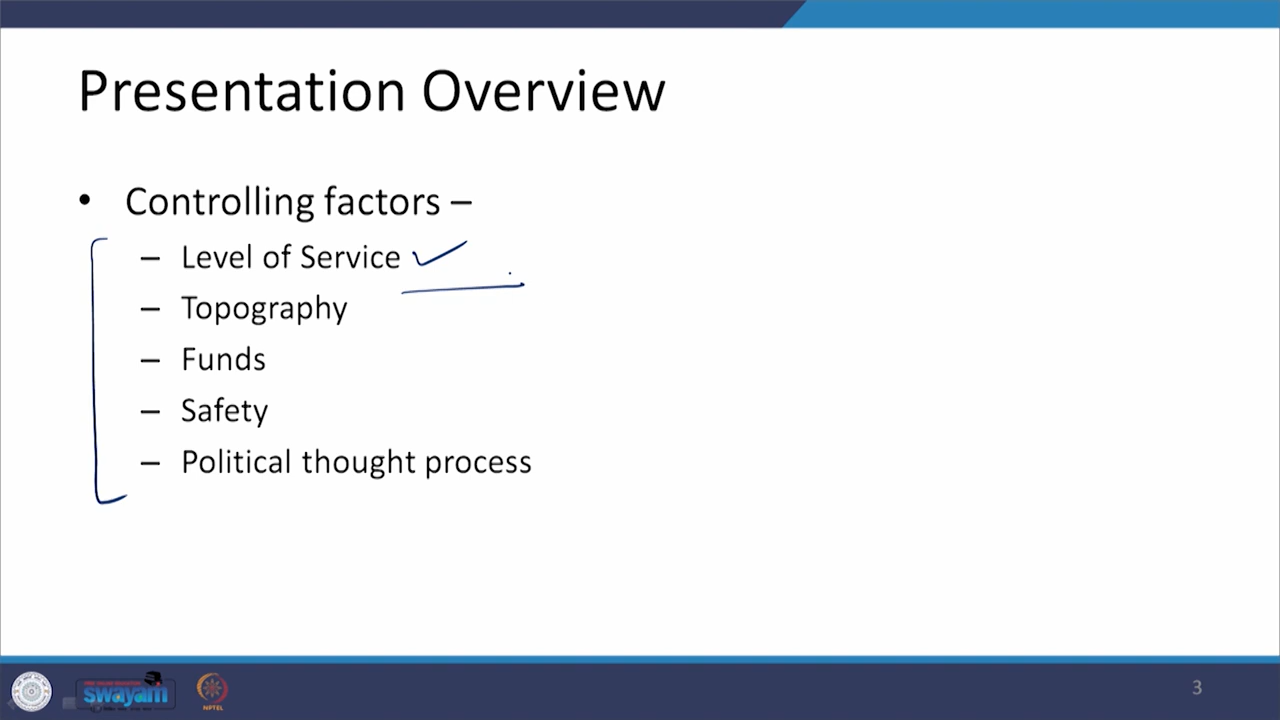 Presentation Overview
• Controlling factors –
– Level of Service
– Topography
– Funds
– Safety
– Political thought process
swayam
NPTEL
3